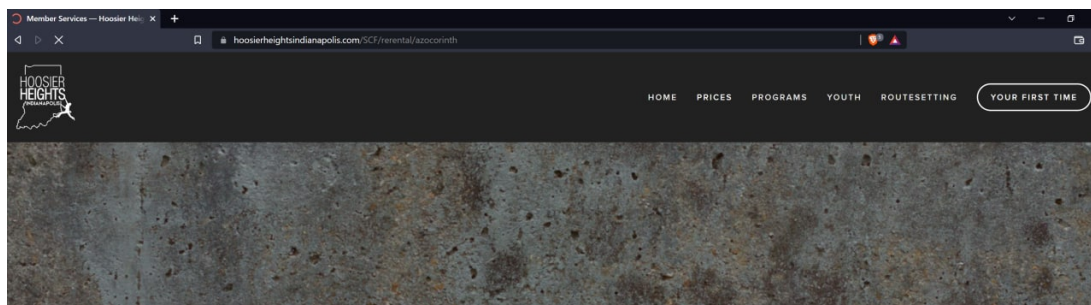 Member Services — Hoosier Hei
hoosierheightsindianapolis.com/SCF/rerental/azocorinth
HOOSIER
HEIGHTS
INDIANAPOLIS
HOME PRICES PROGRAMS YOUTH ROUTESETTING YOUR FIRST TIME